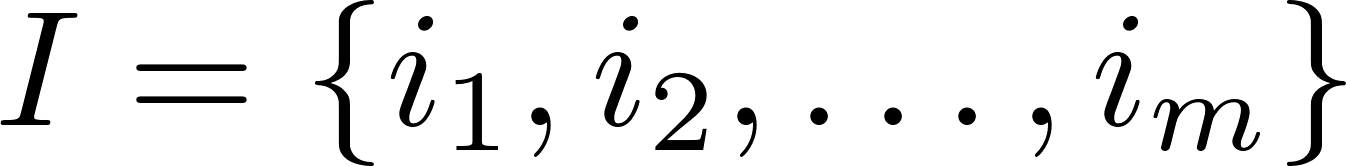 I = {i₁, i₂, . . . , iₘ}